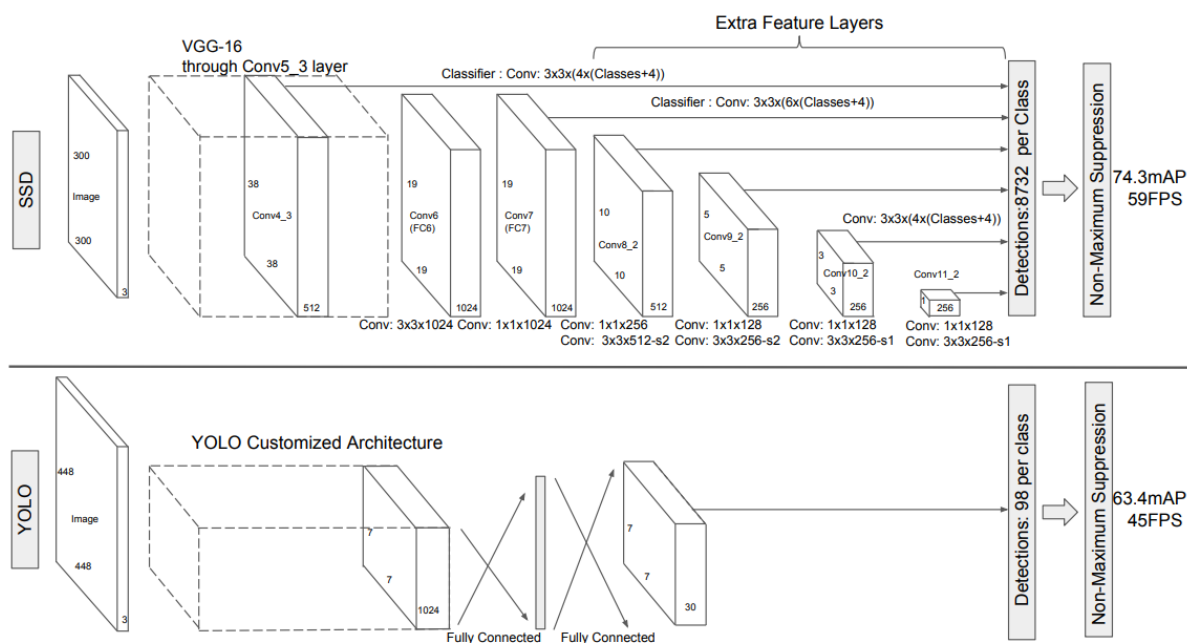 Extra Feature Layers
VGG-16
through Conv5_3 layer
Classifier : Conv: 3x3x(4x(Classes+4))
Classifier : Conv: 3x3x(6x(Classes+4))
SSD
300
Image
300
3
38
Conv4_3
38
512
19
Conv6
(FC6)
19
1024
19
Conv7
(FC7)
19
1024
10
Conv8_2
10
512
5
Conv9_2
5
256
Conv: 3x3x(4x(Classes+4))
3
Conv10_2
3
256
Conv11_2
1
256
Conv: 3x3x1024
Conv: 1x1x1024
Conv: 1x1x256
Conv: 3x3x512-s2
Conv: 1x1x128
Conv: 3x3x256-s2
Conv: 1x1x128
Conv: 3x3x256-s1
Conv: 1x1x128
Conv: 3x3x256-s1
Detections:8732 per Class
Non-Maximum Suppression
74.3mAP
59FPS
YOLO
448
Image
448
3
YOLO Customized Architecture
7
7
1024
Fully Connected
Fully Connected
7
7
30
Detections: 98 per class
Non-Maximum Suppression
63.4mAP
45FPS